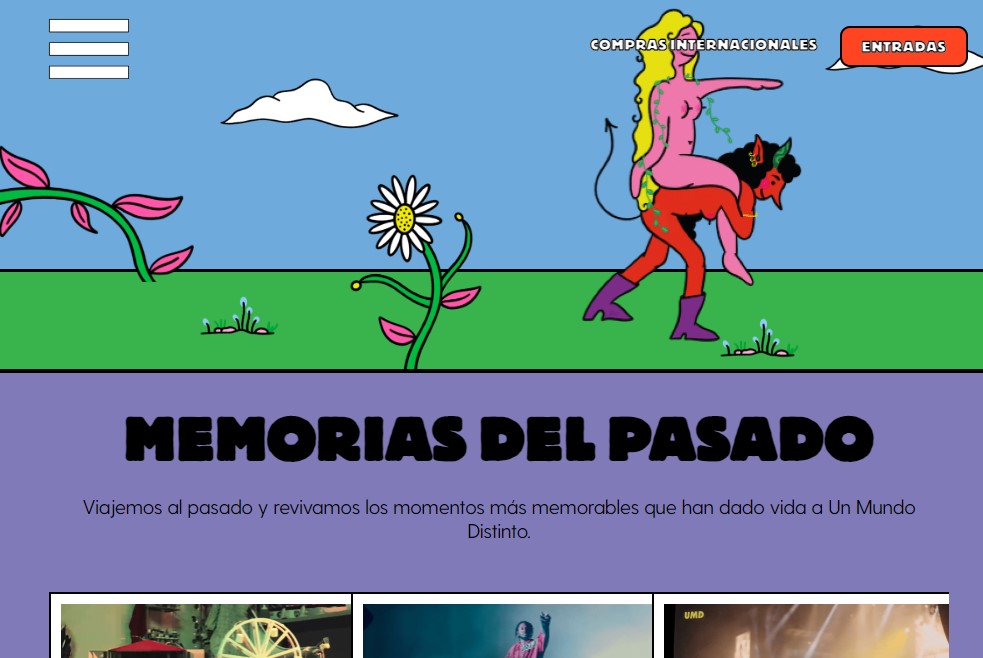 COMPRAS INTERNACIONALES
ENTRADAS
MEMORIAS DEL PASADO
Viajemos al pasado y revivamos los momentos más memorables que han dado vida a Un Mundo
Distinto.
UMD